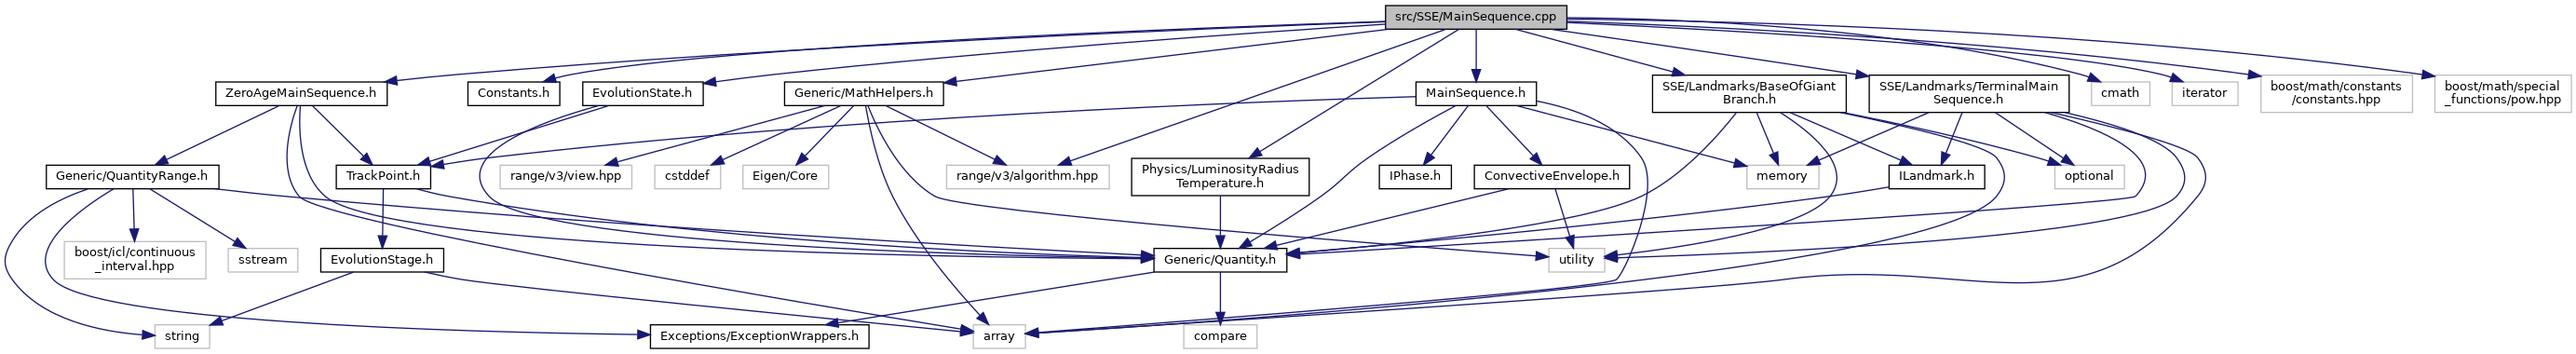 src/SSE/MainSequence.cpp
ZeroAgeMainSequence.h
Constants.h
EvolutionState.h
Generic/MathHelpers.h
MainSequence.h
SSE/Landmarks/BaseOfGiant
Branch.h
SSE/Landmarks/TerminalMain
Sequence.h
cmath
iterator
boost/math/constants
/constants.hpp
boost/math/special
_functions/pow.hpp
Generic/QuantityRange.h
TrackPoint.h
range/v3/view.hpp
cstddef
Eigen/Core
range/v3/algorithm.hpp
Physics/LuminosityRadius
Temperature.h
IPhase.h
ConvectiveEnvelope.h
memory
ILandmark.h
optional
boost/icl/continuous
_interval.hpp
sstream
EvolutionStage.h
Generic/Quantity.h
utility
string
Exceptions/ExceptionWrappers.h
array
compare